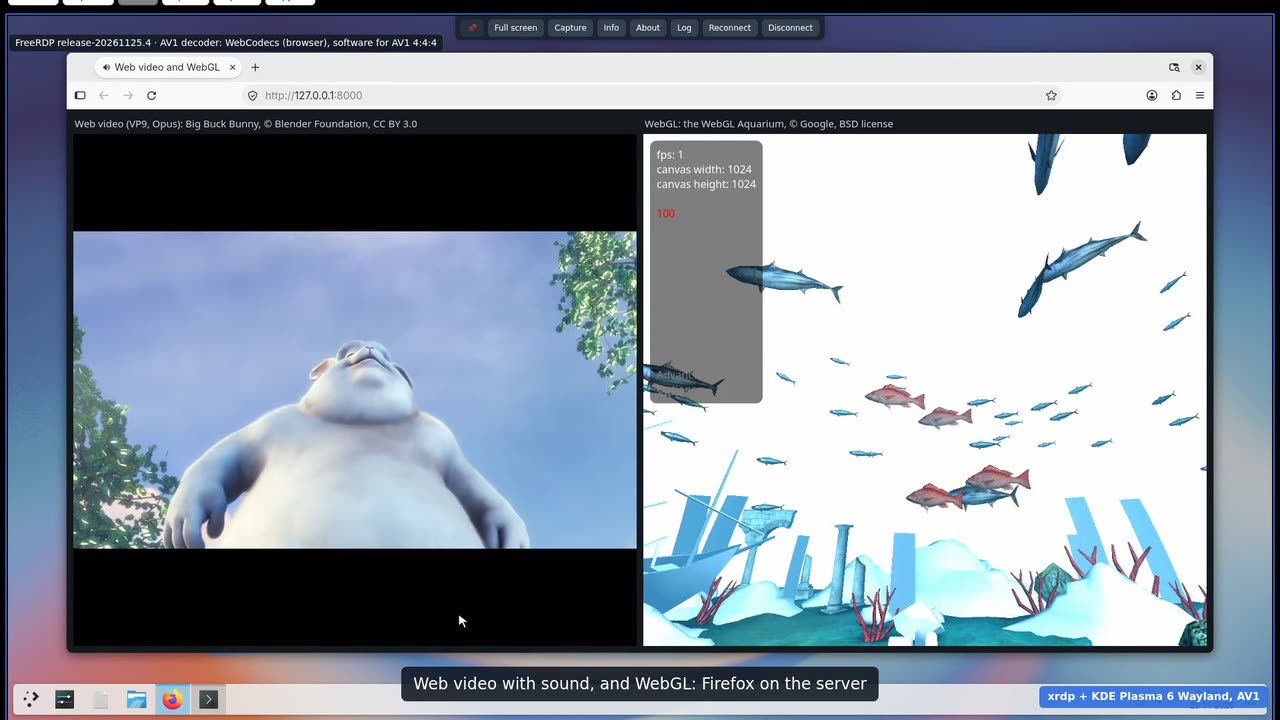 Full screen
Capture
Info
About
Log
Reconnect
Disconnect
FreeRDP release-20261125.4 • AV1 decoder: WebCodecs (browser), software for AV1 4:4:4
Web video and WebGL
http://127.0.0.1:8000
Web video (VP9, Opus): Big Buck Bunny, © Blender Foundation, CC BY 3.0
WebGL: the WebGL Aquarium, © Google, BSD license
fps: 1
canvas width: 1024
canvas height: 1024
100
Web video with sound, and WebGL: Firefox on the server
xrdp + KDE Plasma 6 Wayland, AV1